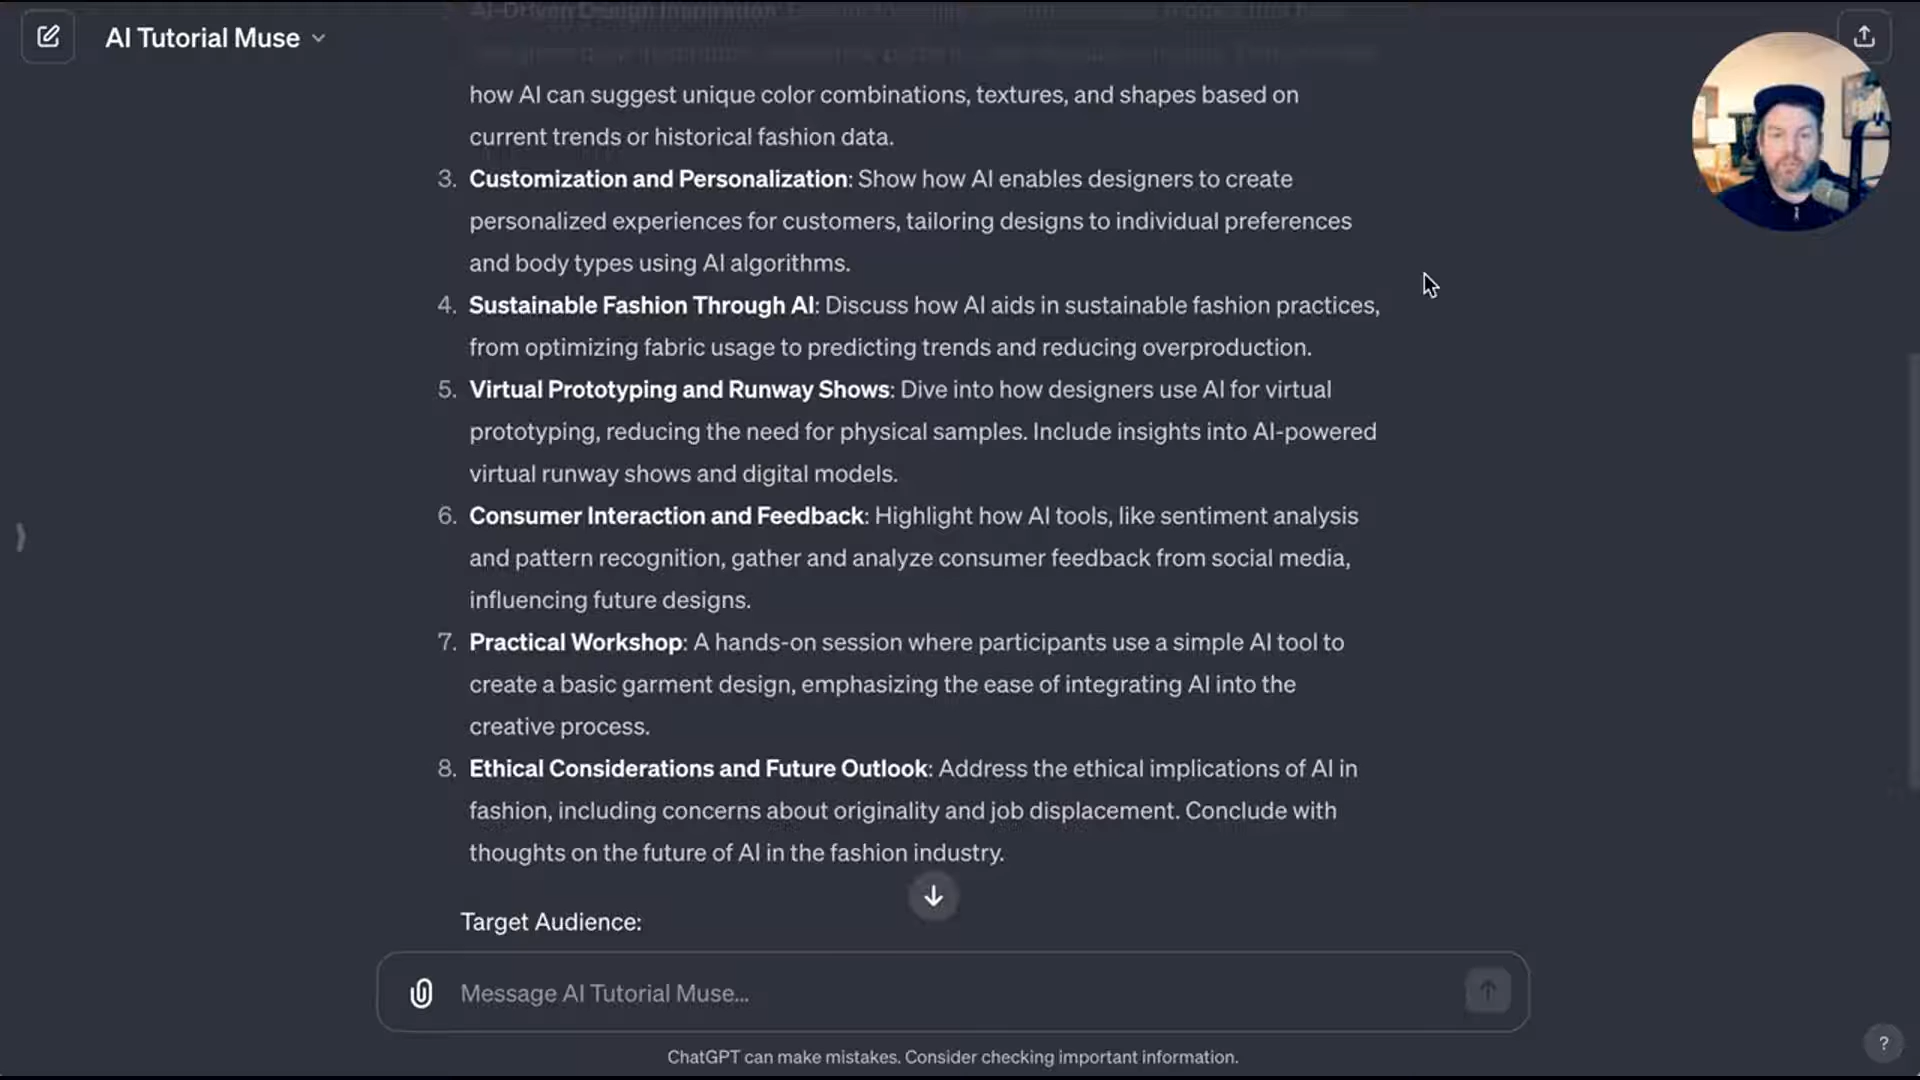 AI-Driven Design Inspiration
AI Tutorial Muse
how AI can suggest unique color combinations, textures, and shapes based on
current trends or historical fashion data.
3. Customization and Personalization: Show how AI enables designers to create
personalized experiences for customers, tailoring designs to individual preferences
and body types using AI algorithms.
4. Sustainable Fashion Through AI: Discuss how AI aids in sustainable fashion practices,
from optimizing fabric usage to predicting trends and reducing overproduction.
5. Virtual Prototyping and Runway Shows: Dive into how designers use AI for virtual
prototyping, reducing the need for physical samples. Include insights into AI-powered
virtual runway shows and digital models.
6. Consumer Interaction and Feedback: Highlight how AI tools, like sentiment analysis
and pattern recognition, gather and analyze consumer feedback from social media,
influencing future designs.
7. Practical Workshop: A hands-on session where participants use a simple AI tool to
create a basic garment design, emphasizing the ease of integrating AI into the
creative process.
8. Ethical Considerations and Future Outlook: Address the ethical implications of AI in
fashion, including concerns about originality and job displacement. Conclude with
thoughts on the future of AI in the fashion industry.
Target Audience:
Message AI Tutorial Muse...
ChatGPT can make mistakes. Consider checking important information.
?